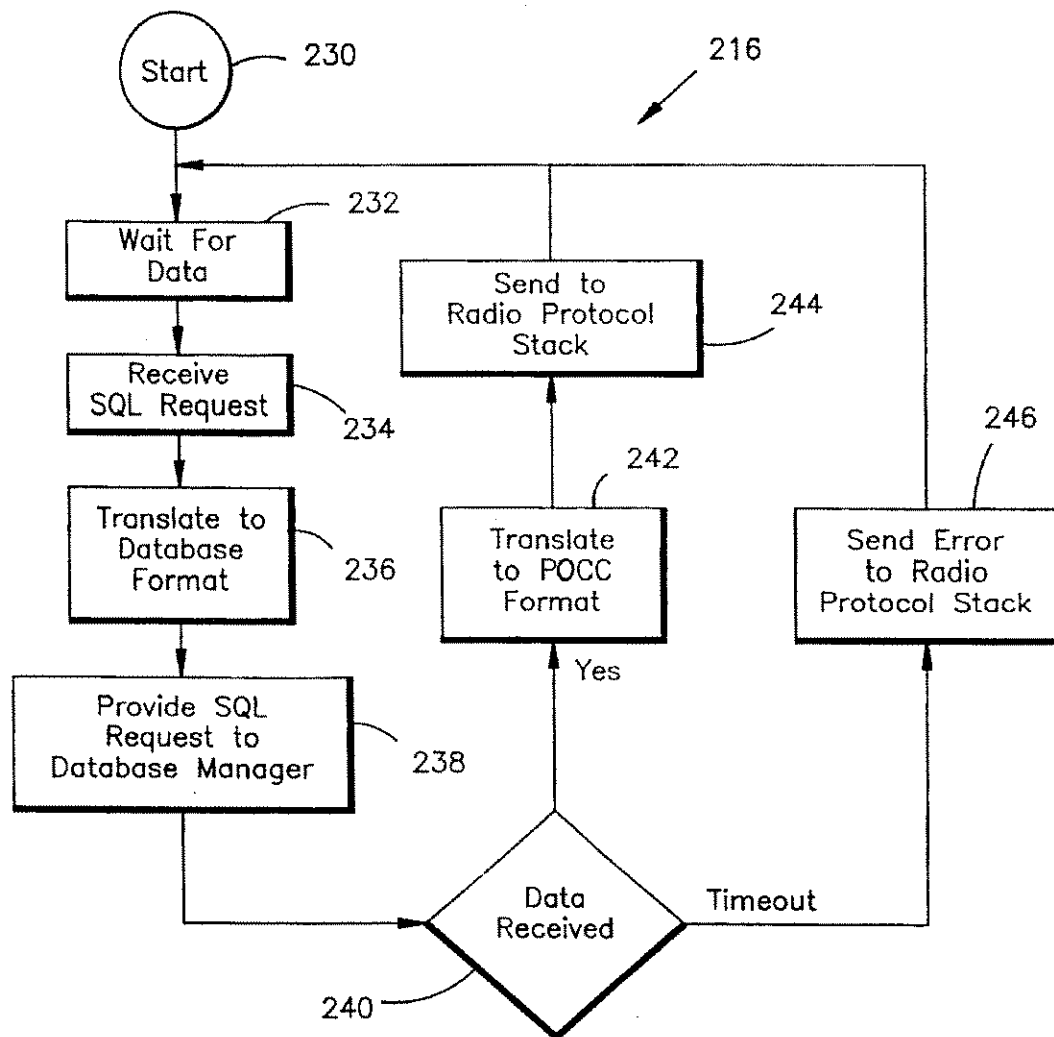 Start
230
216
Wait For
Data
232
Receive
SQL Request
234
Translate to
Database
Format
236
Provide SQL
Request to
Database Manager
238
Data
Received
240
Yes
Timeout
Translate
to POCC
Format
242
Send to
Radio Protocol
Stack
244
Send Error
to Radio
Protocol Stack
246